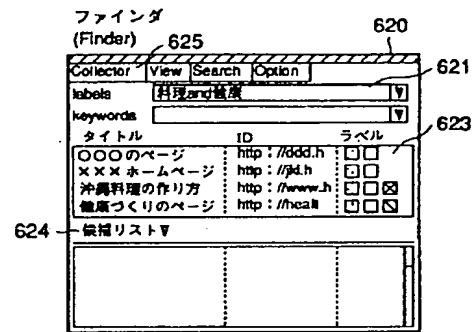 ファインダ
(Finder)
620
625
Collector View Search Option
621
labels 料理and健康
keywords
623
タイトル ID ラベル
○○○のページ http://ddd.h
×××ホームページ http://jkl.h
沖縄料理の作り方 http://www.h
健康づくりのページ http://healt
624
候補リスト▽